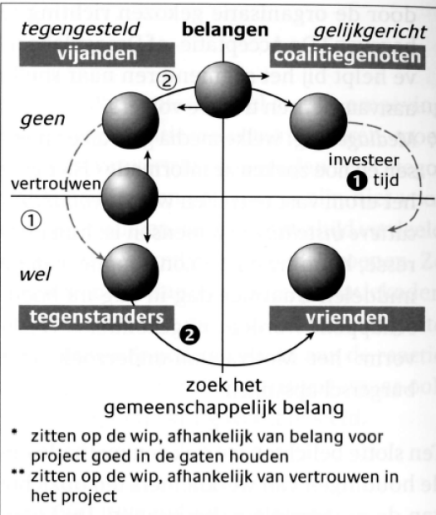 tegengesteld belangen gelijkgericht
vijanden coalitiegenoten
②
geen
investeer
❶ tijd
vertrouwen
①
wel
tegenstanders vrienden
❷
zoek het
gemeenschappelijk belang
* zitten op de wip, afhankelijk van belang voor
project goed in de gaten houden
** zitten op de wip, afhankelijk van vertrouwen in
het project